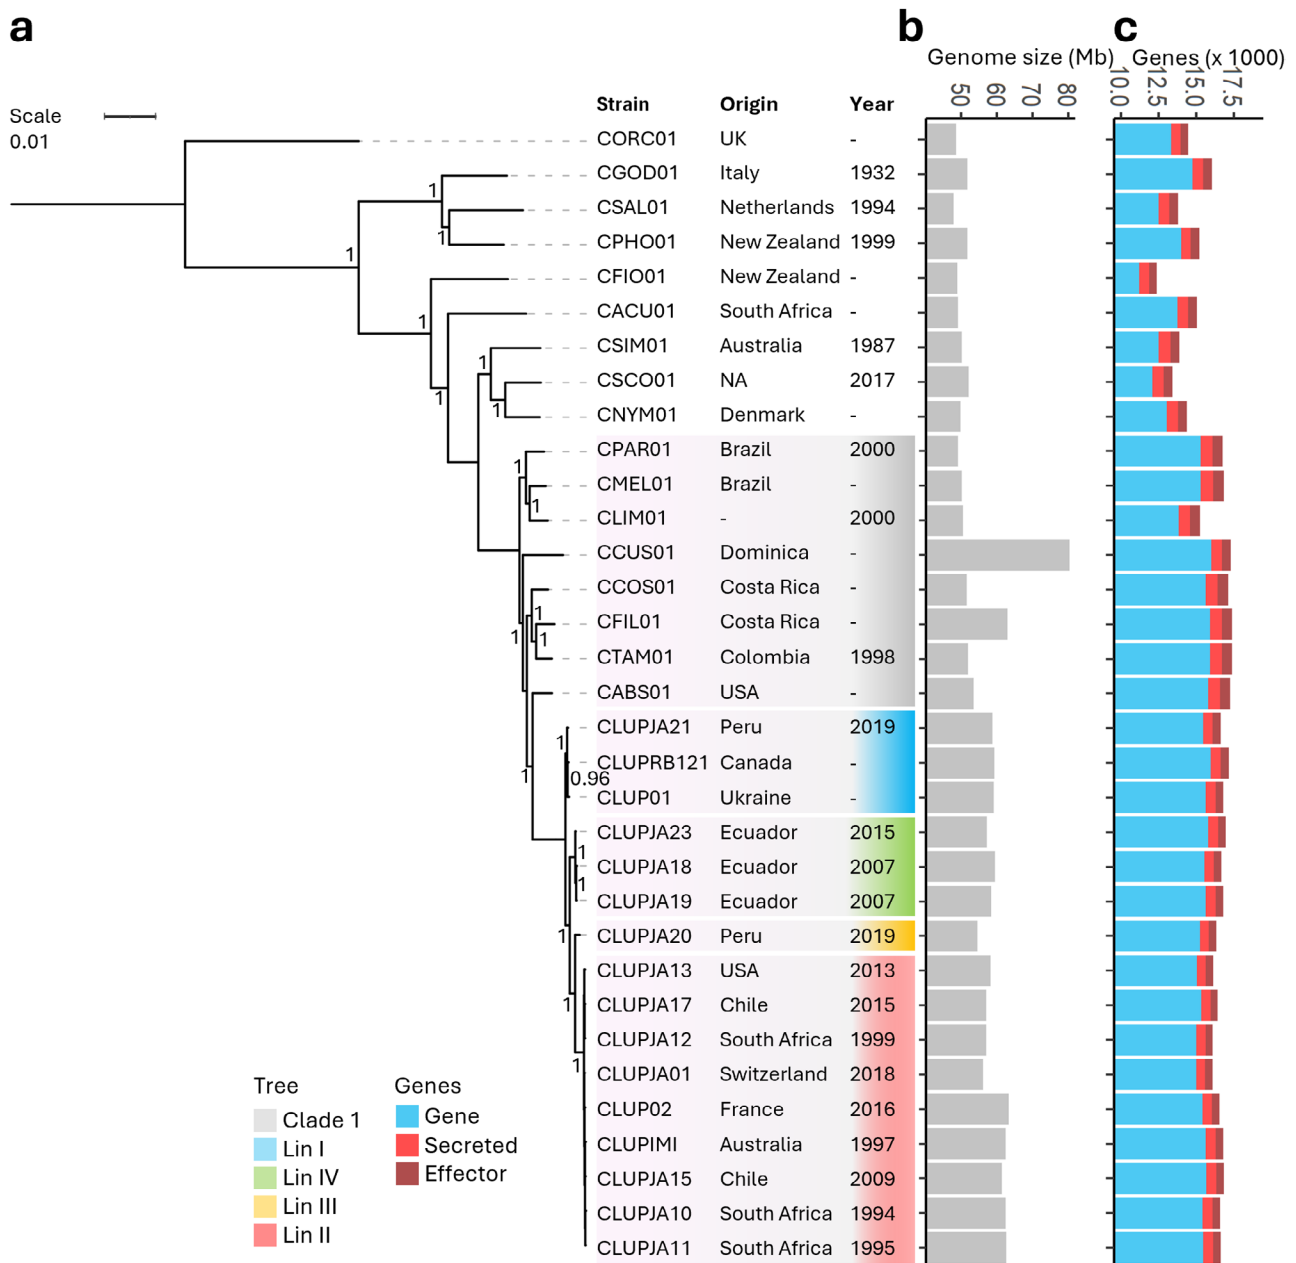 a
b
c
Genome size (Mb)
Genes (x 1000)
50
60
70
80
10.0
12.5
15.0
17.5
Scale
0.01
Strain Origin Year
CORC01 UK -
CGOD01 Italy 1932
CSAL01 Netherlands 1994
CPHO01 New Zealand 1999
CFIO01 New Zealand -
CACU01 South Africa -
CSIM01 Australia 1987
CSCO01 NA 2017
CNYM01 Denmark -
CPAR01 Brazil 2000
CMEL01 Brazil -
CLIM01 - 2000
CCUS01 Dominica -
CCOS01 Costa Rica -
CFIL01 Costa Rica -
CTAM01 Colombia 1998
CABS01 USA -
CLUPJA21 Peru 2019
CLUPRB121 Canada -
CLUP01 Ukraine -
CLUPJA23 Ecuador 2015
CLUPJA18 Ecuador 2007
CLUPJA19 Ecuador 2007
CLUPJA20 Peru 2019
CLUPJA13 USA 2013
CLUPJA17 Chile 2015
CLUPJA12 South Africa 1999
CLUPJA01 Switzerland 2018
CLUP02 France 2016
CLUPIMI Australia 1997
CLUPJA15 Chile 2009
CLUPJA10 South Africa 1994
CLUPJA11 South Africa 1995
1
1
1
1
1
1
1
1
1
1
1
1
1
0.96
1
1
1
1
1
1
Tree
Clade 1
Lin I
Lin IV
Lin III
Lin II
Genes
Gene
Secreted
Effector